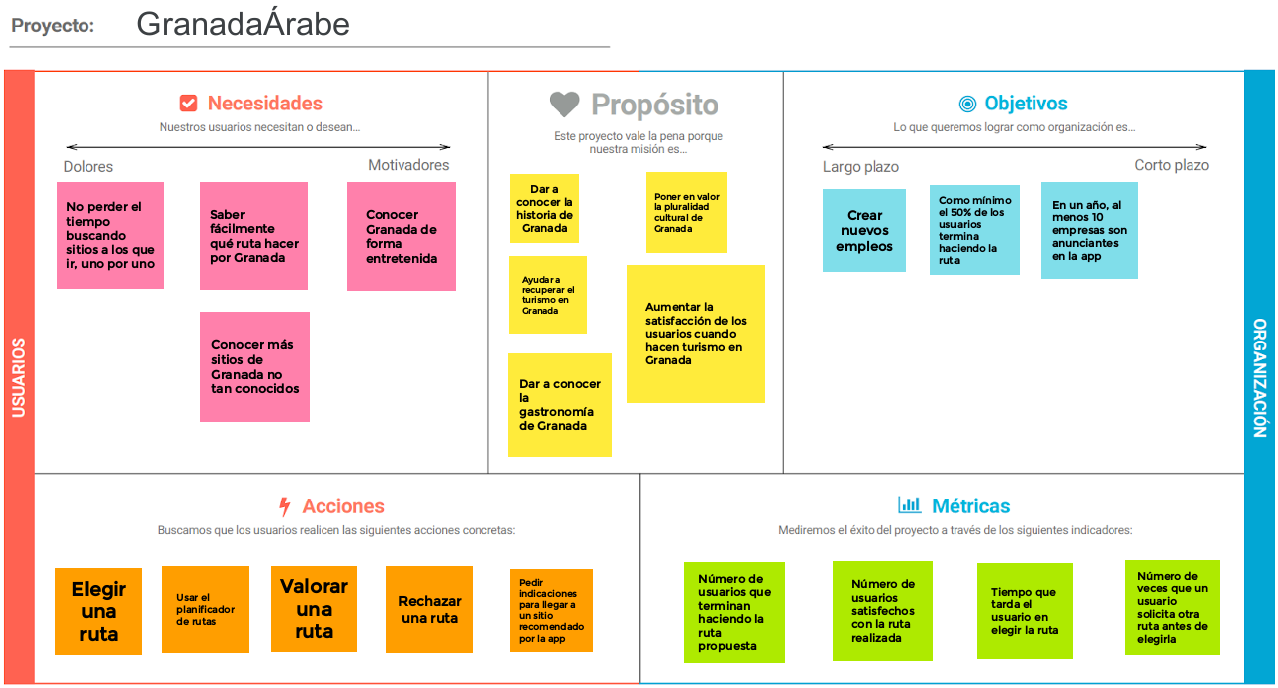 Proyecto: GranadaÁrabe
USUARIOS
Necesidades
Nuestros usuarios necesitan o desean...
Dolores
Motivadores
No perder el
tiempo
buscando
sitios a los que
ir, uno por uno
Saber
fácilmente
qué ruta hacer
por Granada
Conocer
Granada de
forma
entretenida
Conocer más
sitios de
Granada no
tan conocidos
Propósito
Este proyecto vale la pena porque
nuestra misión es...
Dar a
conocer la
historia de
Granada
Poner en valor
la pluralidad
cultural de
Granada
Ayudar a
recuperar el
turismo en
Granada
Aumentar la
satisfacción de los
usuarios cuando
hacen turismo en
Granada
Dar a conocer
la
gastronomía
de Granada
Objetivos
Lo que queremos lograr como organización es...
Largo plazo
Corto plazo
Crear
nuevos
empleos
Como mínimo
el 50% de los
usuarios
termina
haciendo la
ruta
En un año, al
menos 10
empresas son
anunciantes
en la app
ORGANIZACIÓN
Acciones
Buscamos que los usuarios realicen las siguientes acciones concretas:
Elegir
una
ruta
Usar el
planificador
de rutas
Valorar
una
ruta
Rechazar
una ruta
Pedir
indicaciones
para llegar a
un sitio
recomendado
por la app
Métricas
Mediremos el éxito del proyecto a través de los siguientes indicadores:
Número de
usuarios que
terminan
haciendo la
ruta
propuesta
Número de
usuarios
satisfechos
con la ruta
realizada
Tiempo que
tarda el
usuario en
elegir la ruta
Número de
veces que un
usuario
solicita otra
ruta antes de
elegirla